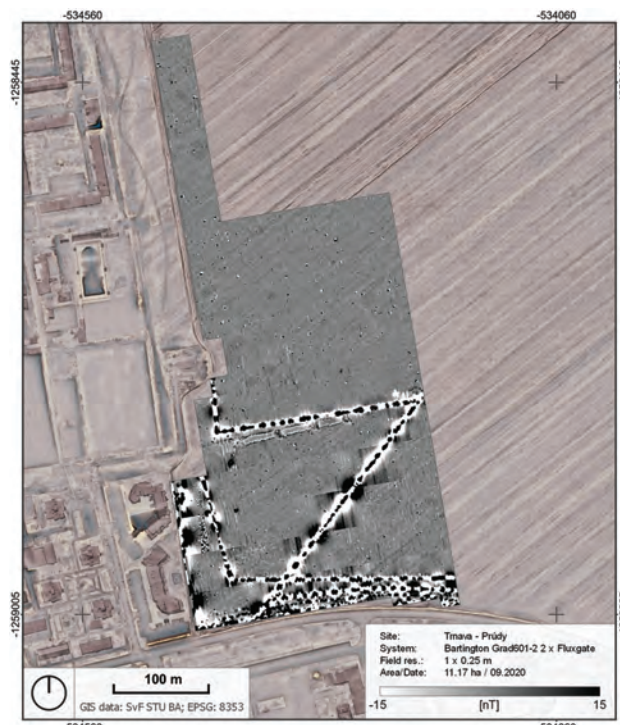 -534560
-534060
-1258445
-1259005
Site: Trnava - Prúdy
System: Bartington Grad601-2 2 x Fluxgate
Field res.: 1 x 0.25 m
Area/Date: 11.17 ha / 09.2020
100 m
GIS data: SvF STU BA; EPSG: 8353
-15 [nT] 15